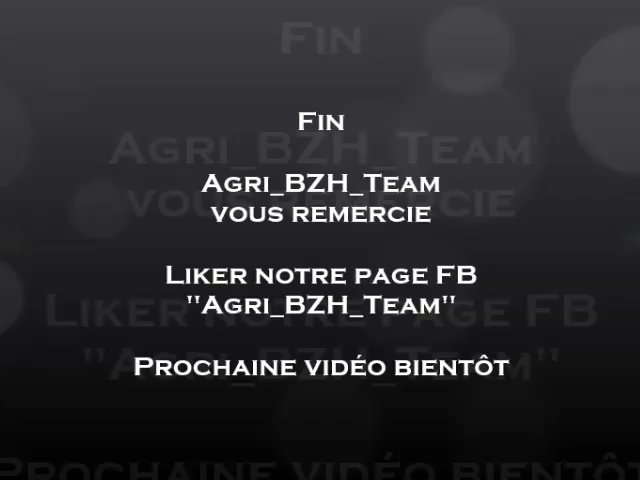 Fin
Agri_BZH_Team
vous remercie
Liker notre page FB
"Agri_BZH_Team"
Prochaine vidéo bientôt